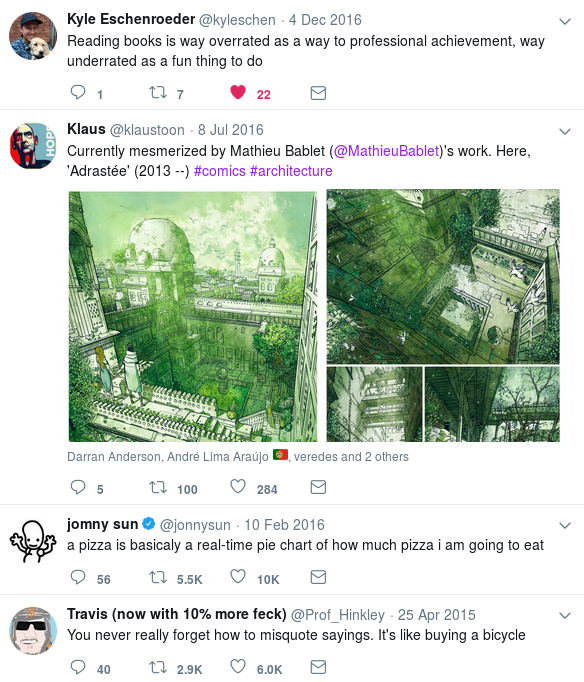 Kyle Eschenroeder @kyleschen · 4 Dec 2016
Reading books is way overrated as a way to professional achievement, way
underrated as a fun thing to do
1 7 22
HOP
Klaus @klaustoon · 8 Jul 2016
Currently mesmerized by Mathieu Bablet (@MathieuBablet)'s work. Here,
'Adrastée' (2013 --) #comics #architecture
Darran Anderson, André Lima Araújo 🇵🇹, veredes and 2 others
5 100 284
jomny sun @jonnysun · 10 Feb 2016
a pizza is basicaly a real-time pie chart of how much pizza i am going to eat
56 5.5K 10K
Travis (now with 10% more feck) @Prof_Hinkley · 25 Apr 2015
You never really forget how to misquote sayings. It's like buying a bicycle
40 2.9K 6.0K